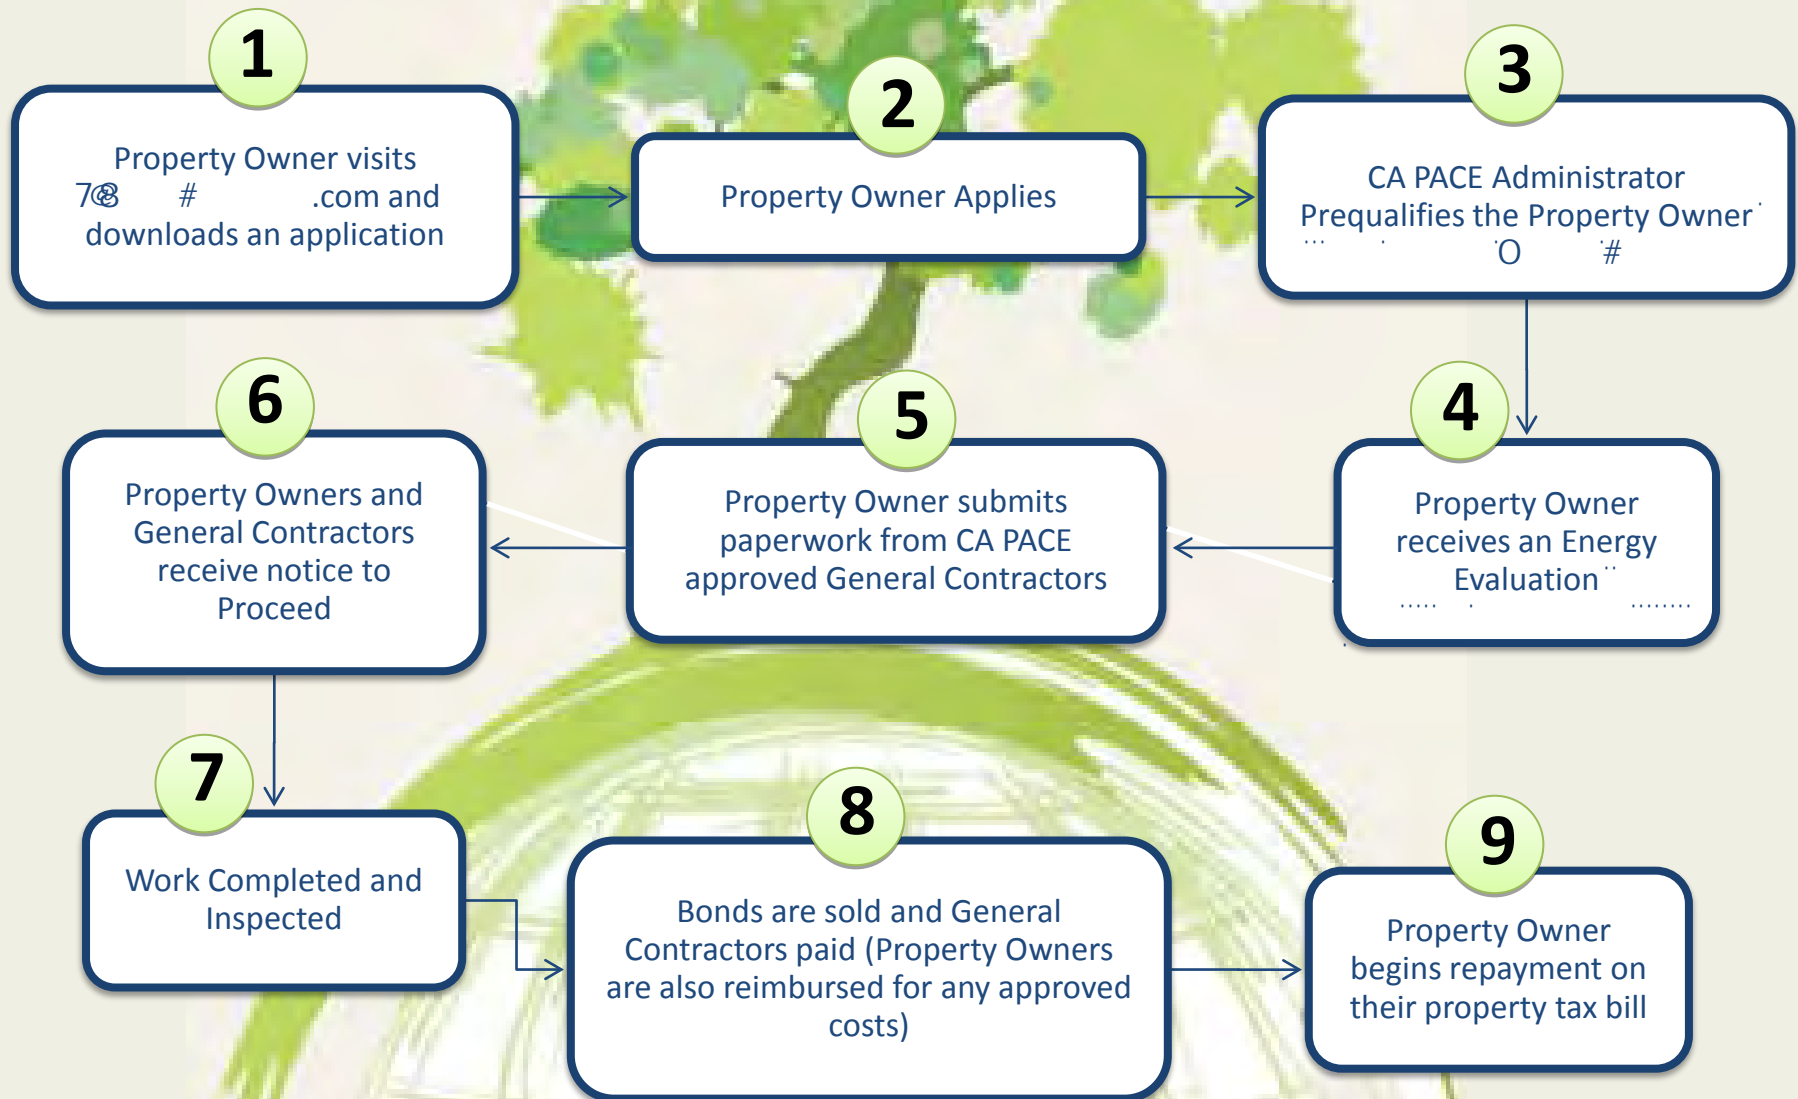 1
Property Owner visits
# .com and
downloads an application
2
Property Owner Applies
3
CA PACE Administrator
Prequalifies the Property Owner
O #
4
Property Owner
receives an Energy
Evaluation
5
Property Owner submits
paperwork from CA PACE
approved General Contractors
6
Property Owners and
General Contractors
receive notice to
Proceed
7
Work Completed and
Inspected
8
Bonds are sold and General
Contractors paid (Property Owners
are also reimbursed for any approved
costs)
9
Property Owner
begins repayment on
their property tax bill